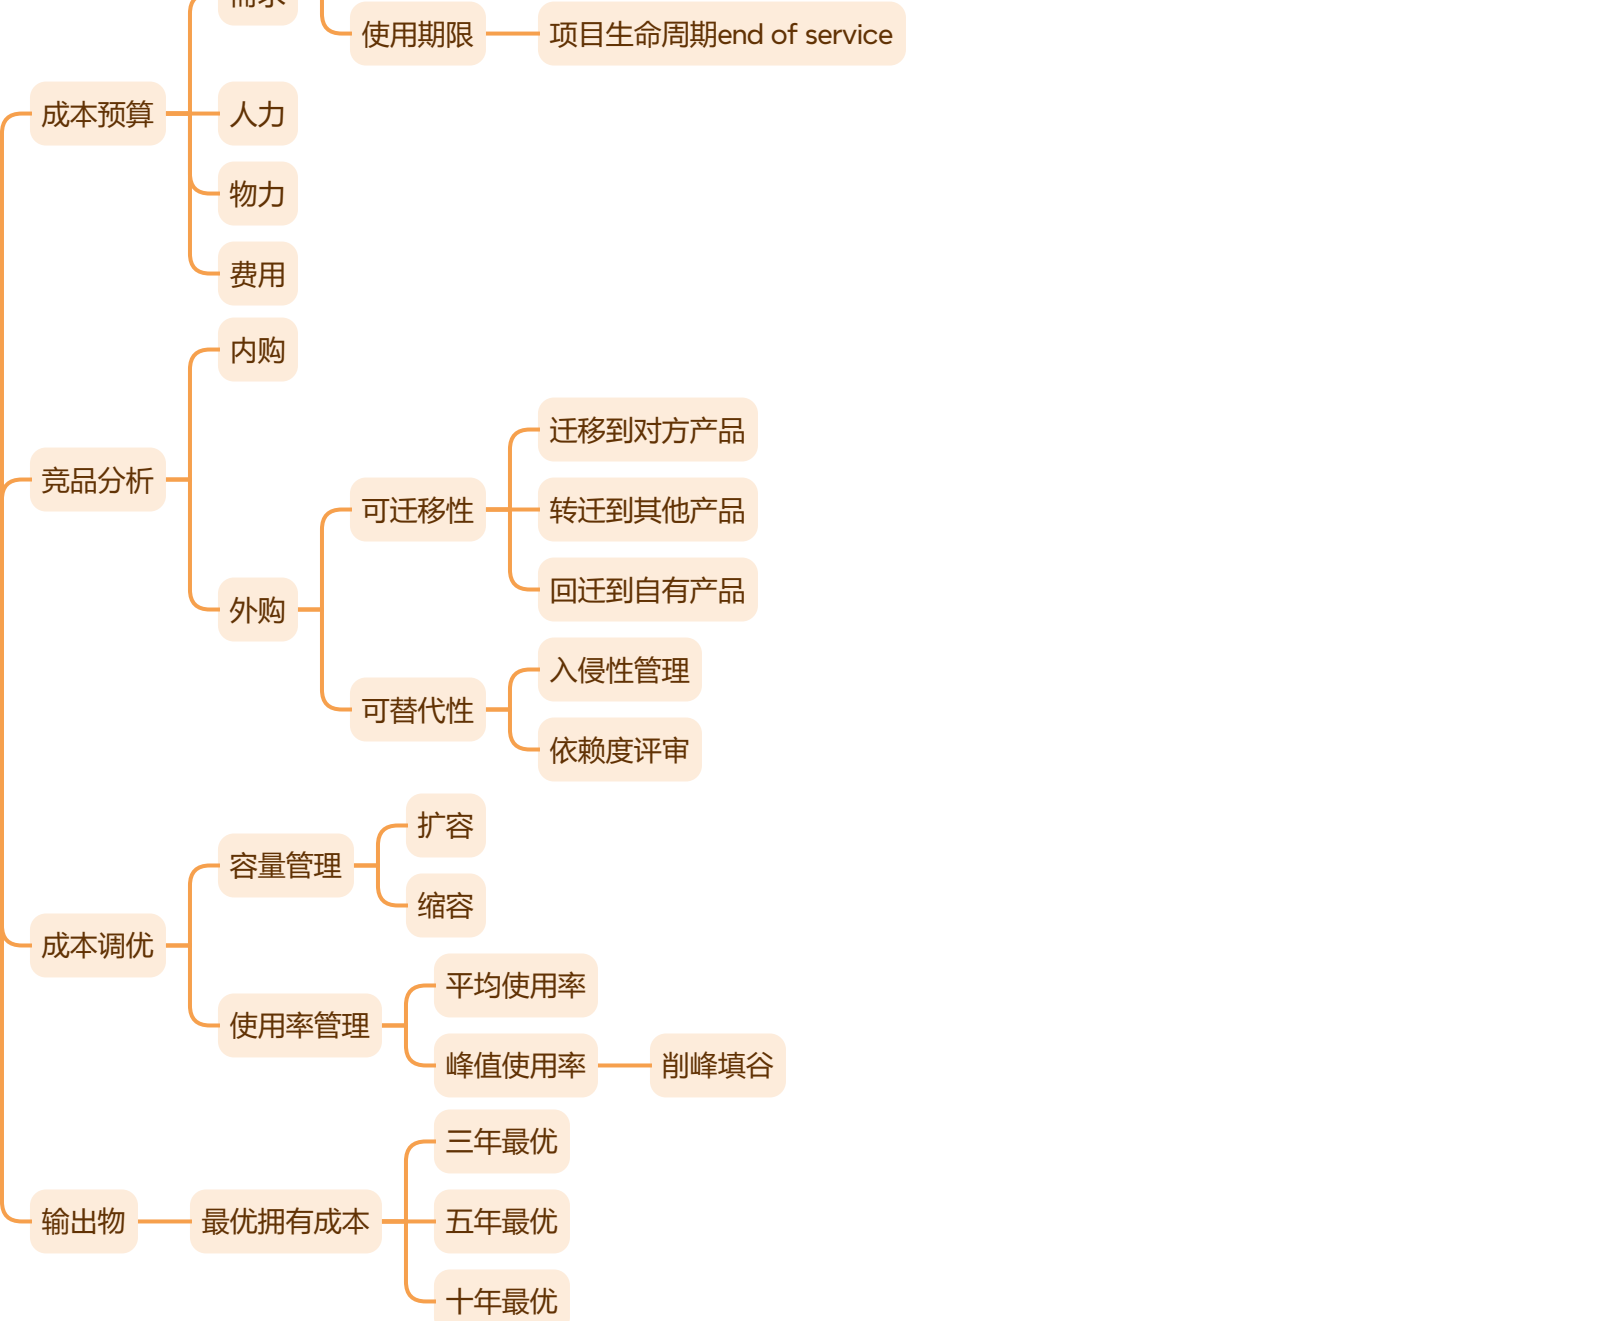 使用期限
项目生命周期end of service
成本预算
人力
物力
费用
内购
竞品分析
外购
可迁移性
迁移到对方产品
转迁到其他产品
回迁到自有产品
可替代性
入侵性管理
依赖度评审
成本调优
容量管理
扩容
缩容
使用率管理
平均使用率
峰值使用率
削峰填谷
输出物
最优拥有成本
三年最优
五年最优
十年最优